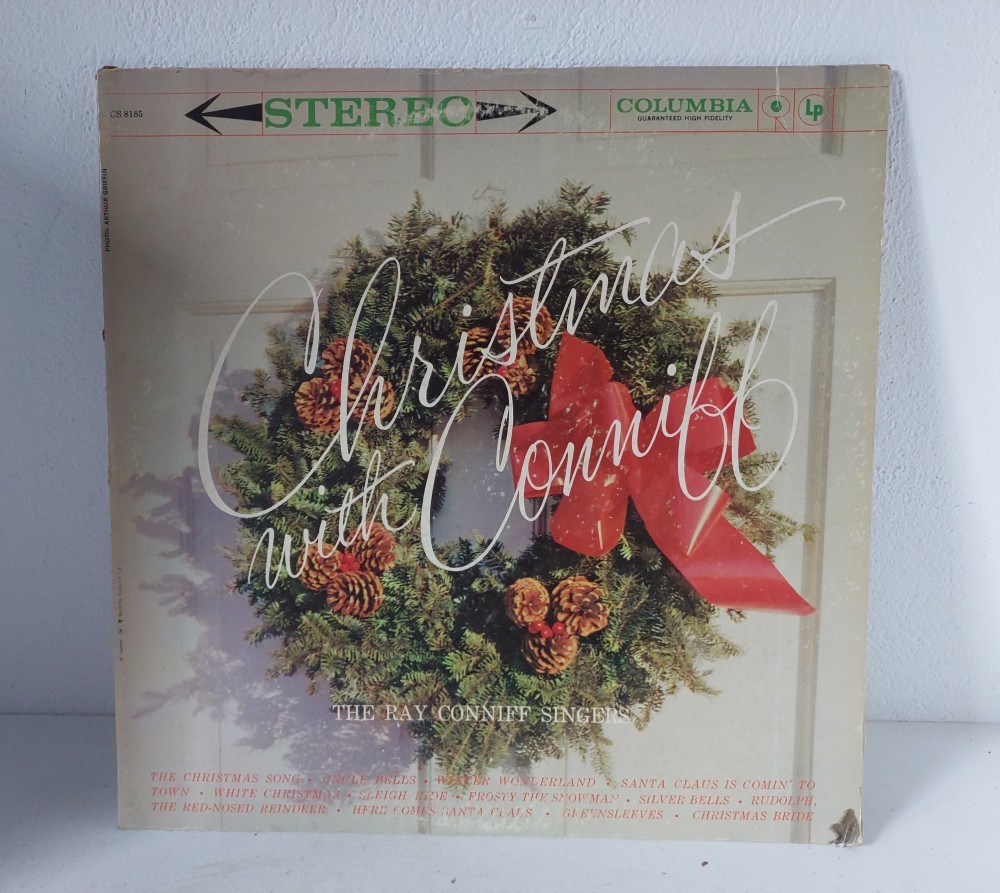 CS 8185
STEREO
COLUMBIA
GUARANTEED HIGH FIDELITY
LP
PHOTO: ARTHUR GRIFFIN
Christmas
with Conniff
THE RAY CONNIFF SINGERS
THE CHRISTMAS SONG • JINGLE BELLS • WINTER WONDERLAND • SANTA CLAUS IS COMIN' TO
TOWN • WHITE CHRISTMAS • SLEIGH RIDE • FROSTY THE SNOWMAN • SILVER BELLS • RUDOLPH,
THE RED-NOSED REINDEER • HERE COMES SANTA CLAUS • GREENSLEEVES • CHRISTMAS BRIDE